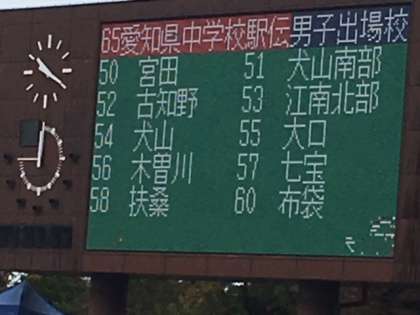 65愛知県中学校駅伝男子出場校
50 宮田 51 犬山南部
52 古知野 53 江南北部
54 犬山 55 大口
56 木曽川 57 七宝
58 扶桑 60 布袋